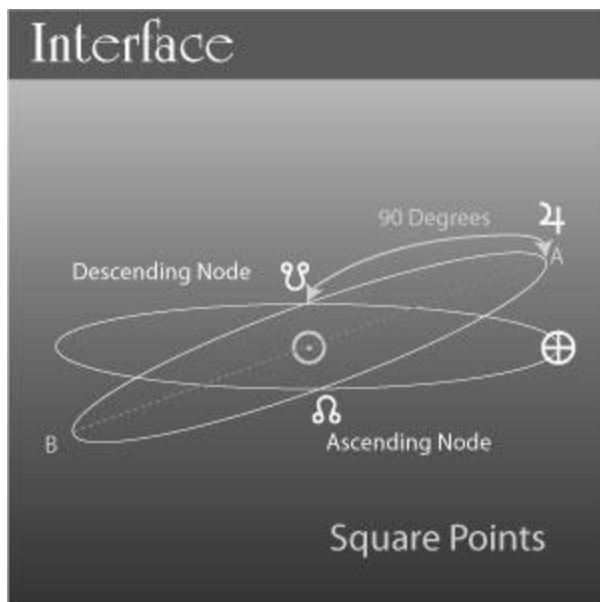 Interface
90 Degrees
A
Descending Node
B
Ascending Node
Square Points